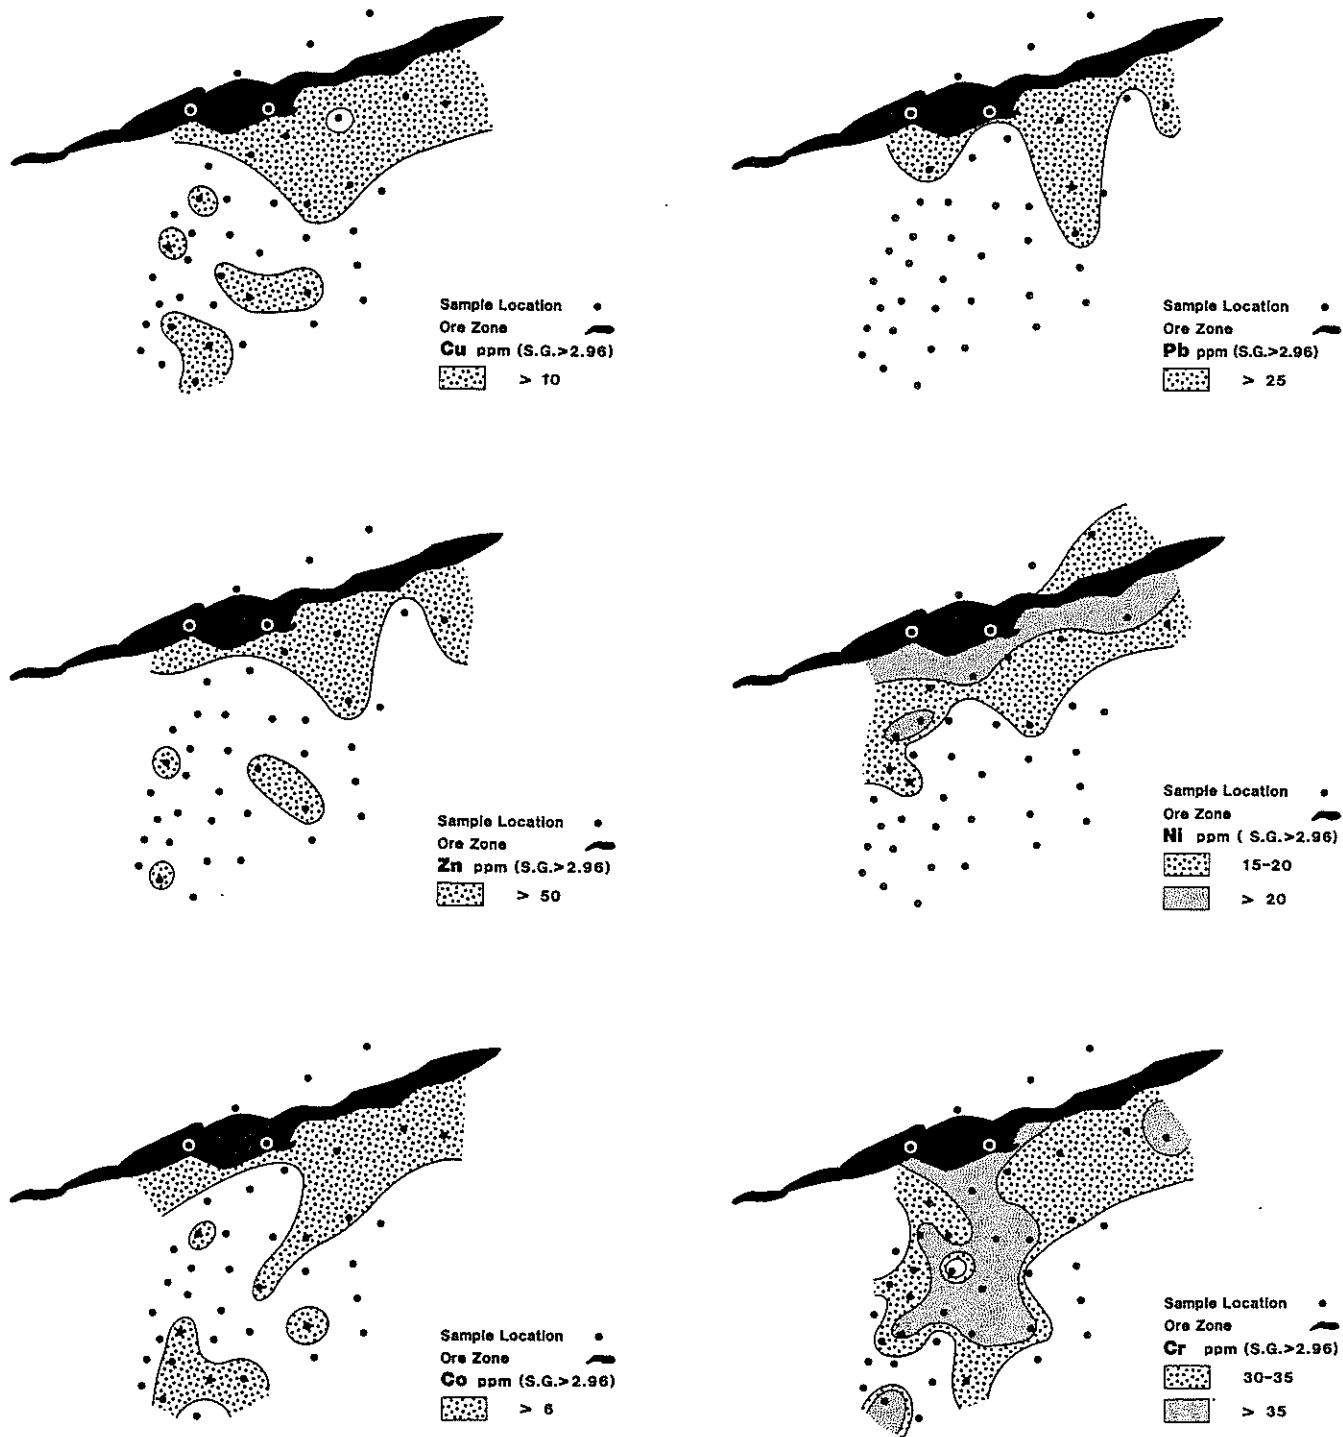 Sample Location
Ore Zone
Cu ppm (S.G.>2.96)
> 10
Sample Location
Ore Zone
Pb ppm (S.G.>2.96)
> 25
Sample Location
Ore Zone
Zn ppm (S.G.>2.96)
> 50
Sample Location
Ore Zone
Ni ppm ( S.G.>2.96)
15-20
> 20
Sample Location
Ore Zone
Co ppm (S.G.>2.96)
> 6
Sample Location
Ore Zone
Cr ppm (S.G.>2.96)
30-35
> 35